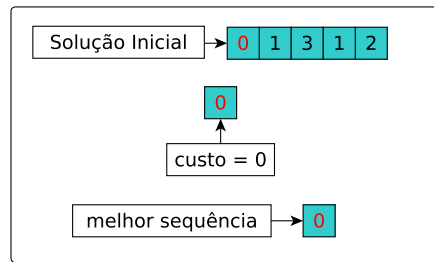 Solução Inicial 0 1 3 1 2
0
custo = 0
melhor sequência 0